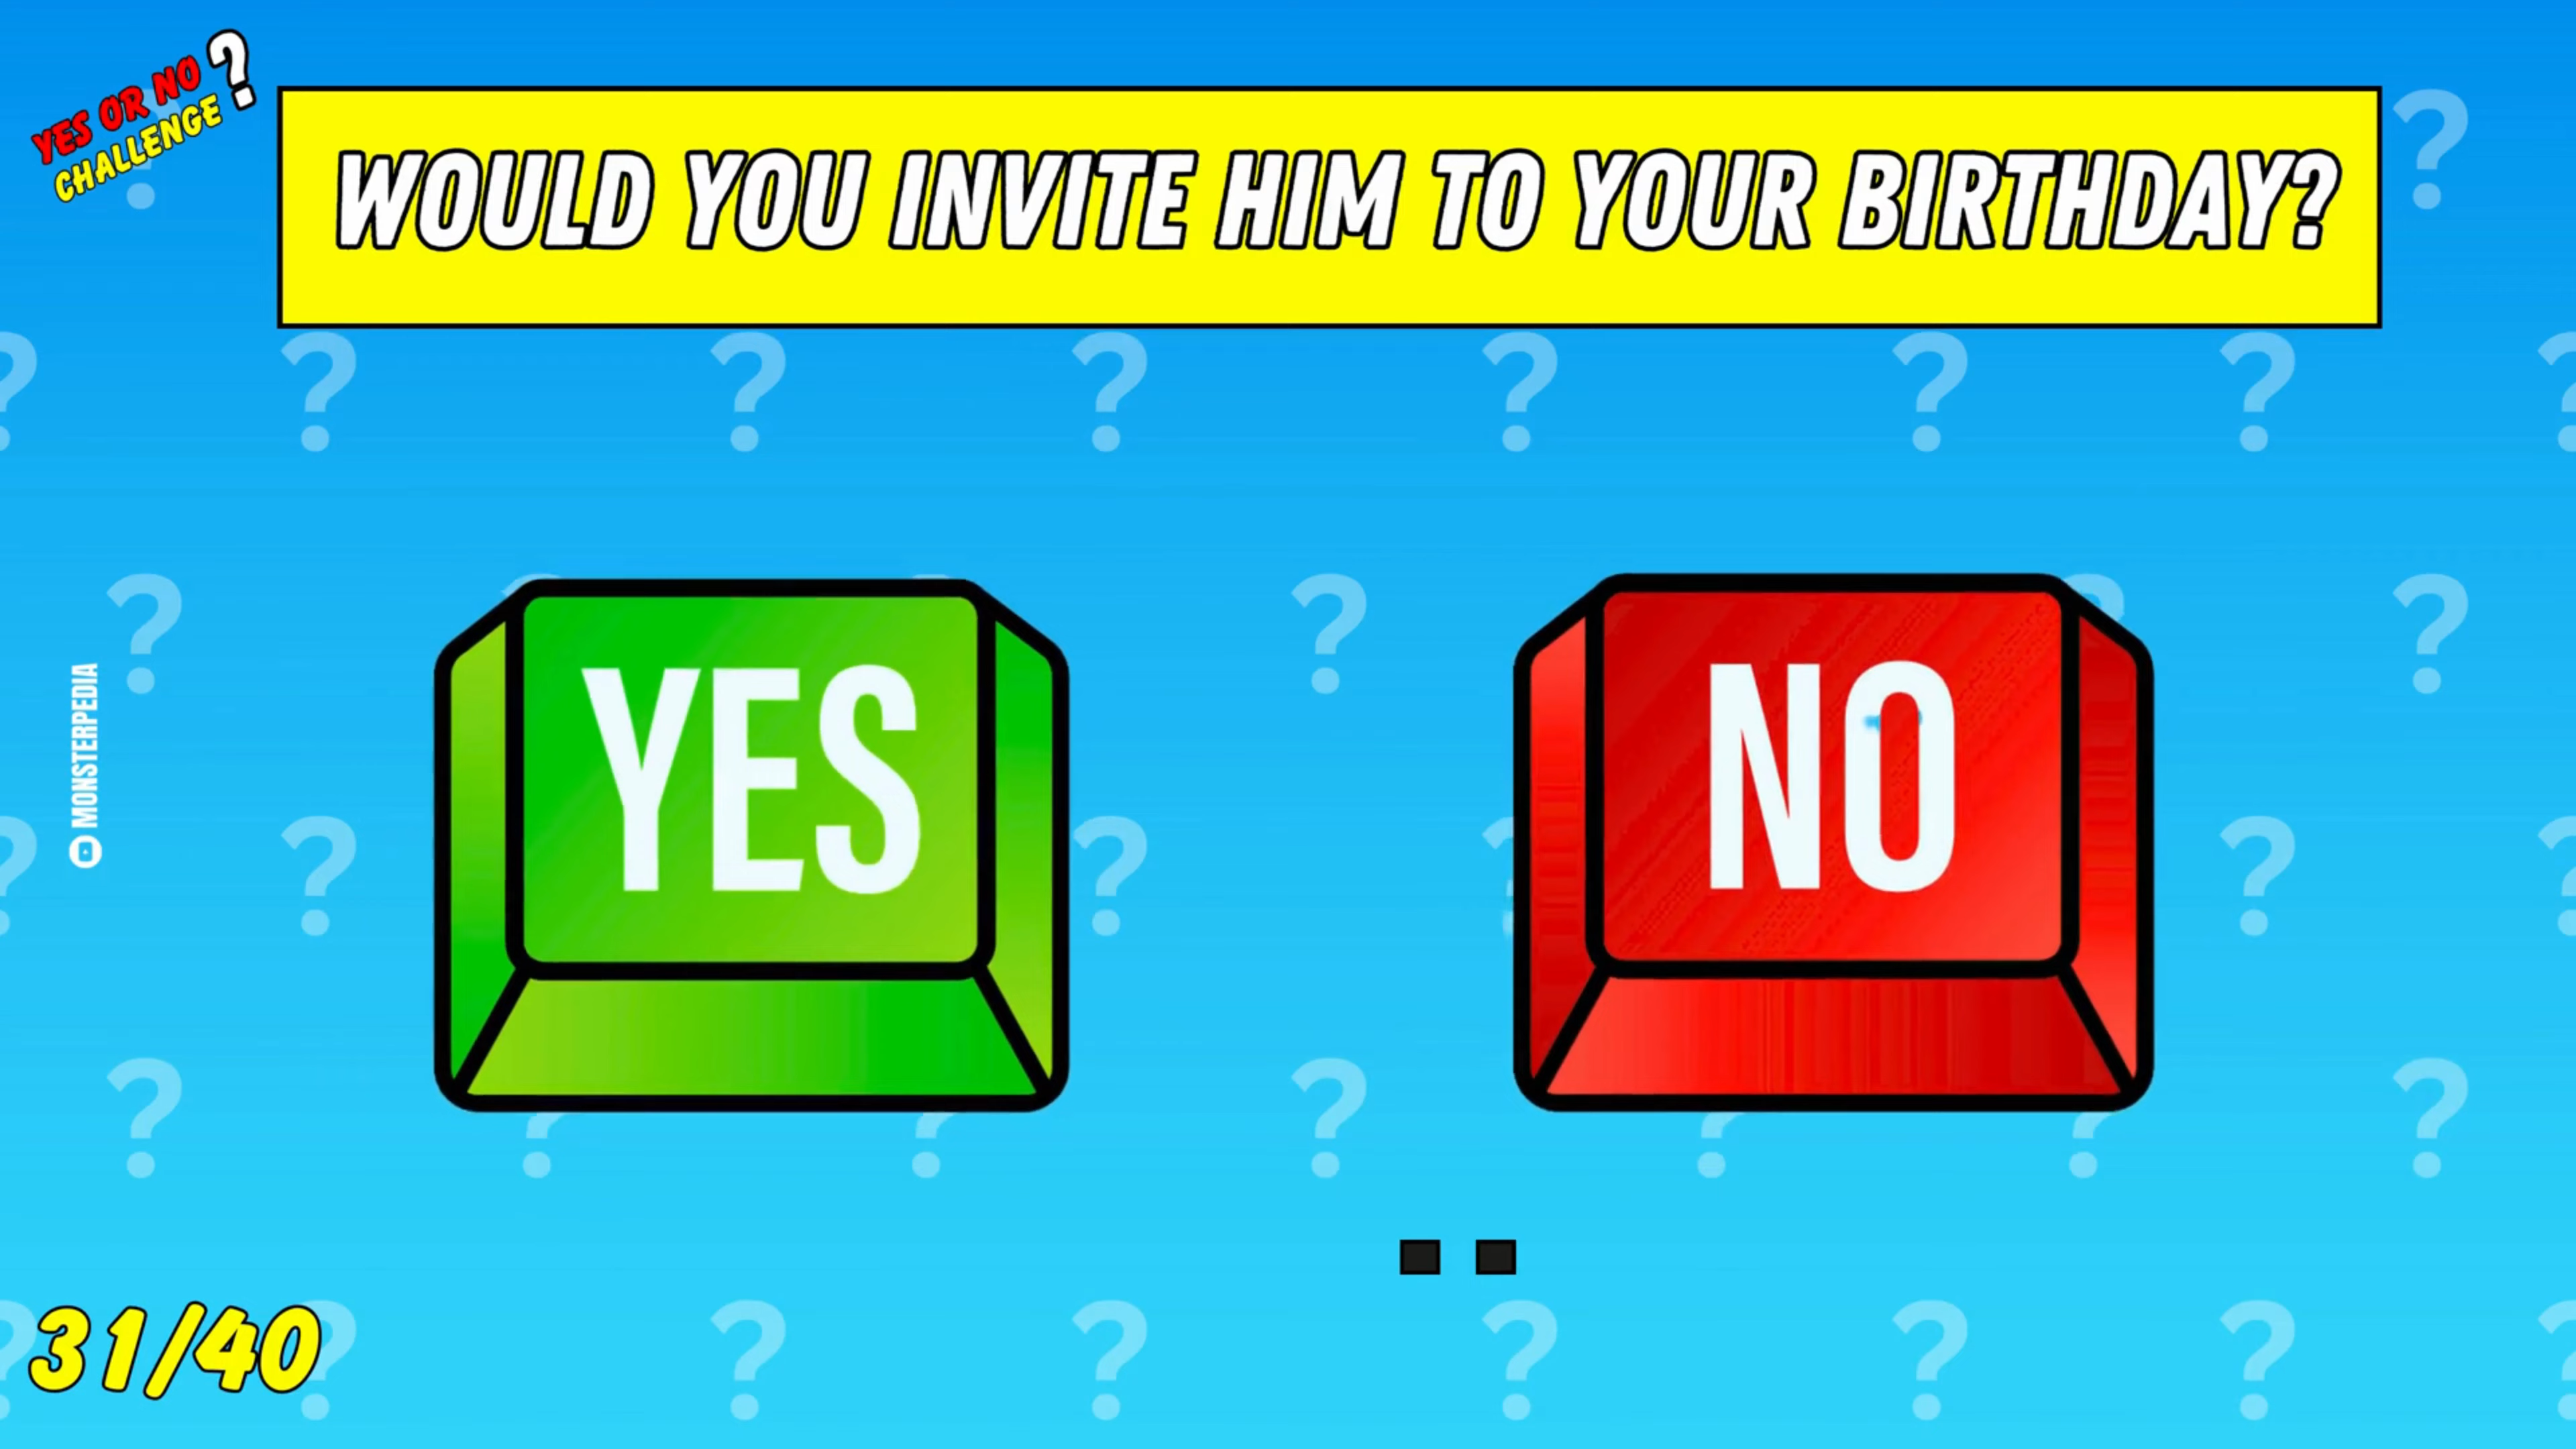 YES OR NO
CHALLENGE?
WOULD YOU INVITE HIM TO YOUR BIRTHDAY?
MONSTERPEDIA
YES
NO
31/40